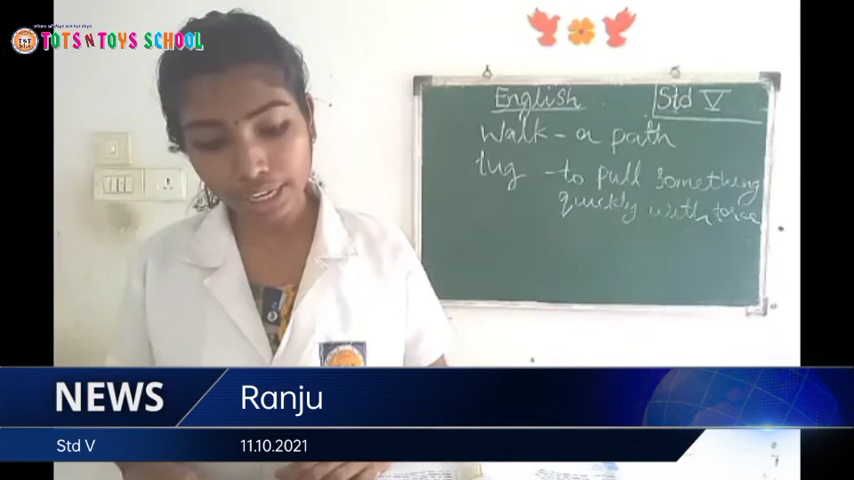 TOTS N TOYS SCHOOL
English
Std V
Walk - a path
tug - to pull something
quickly with force
NEWS
Ranju
Std V
11.10.2021